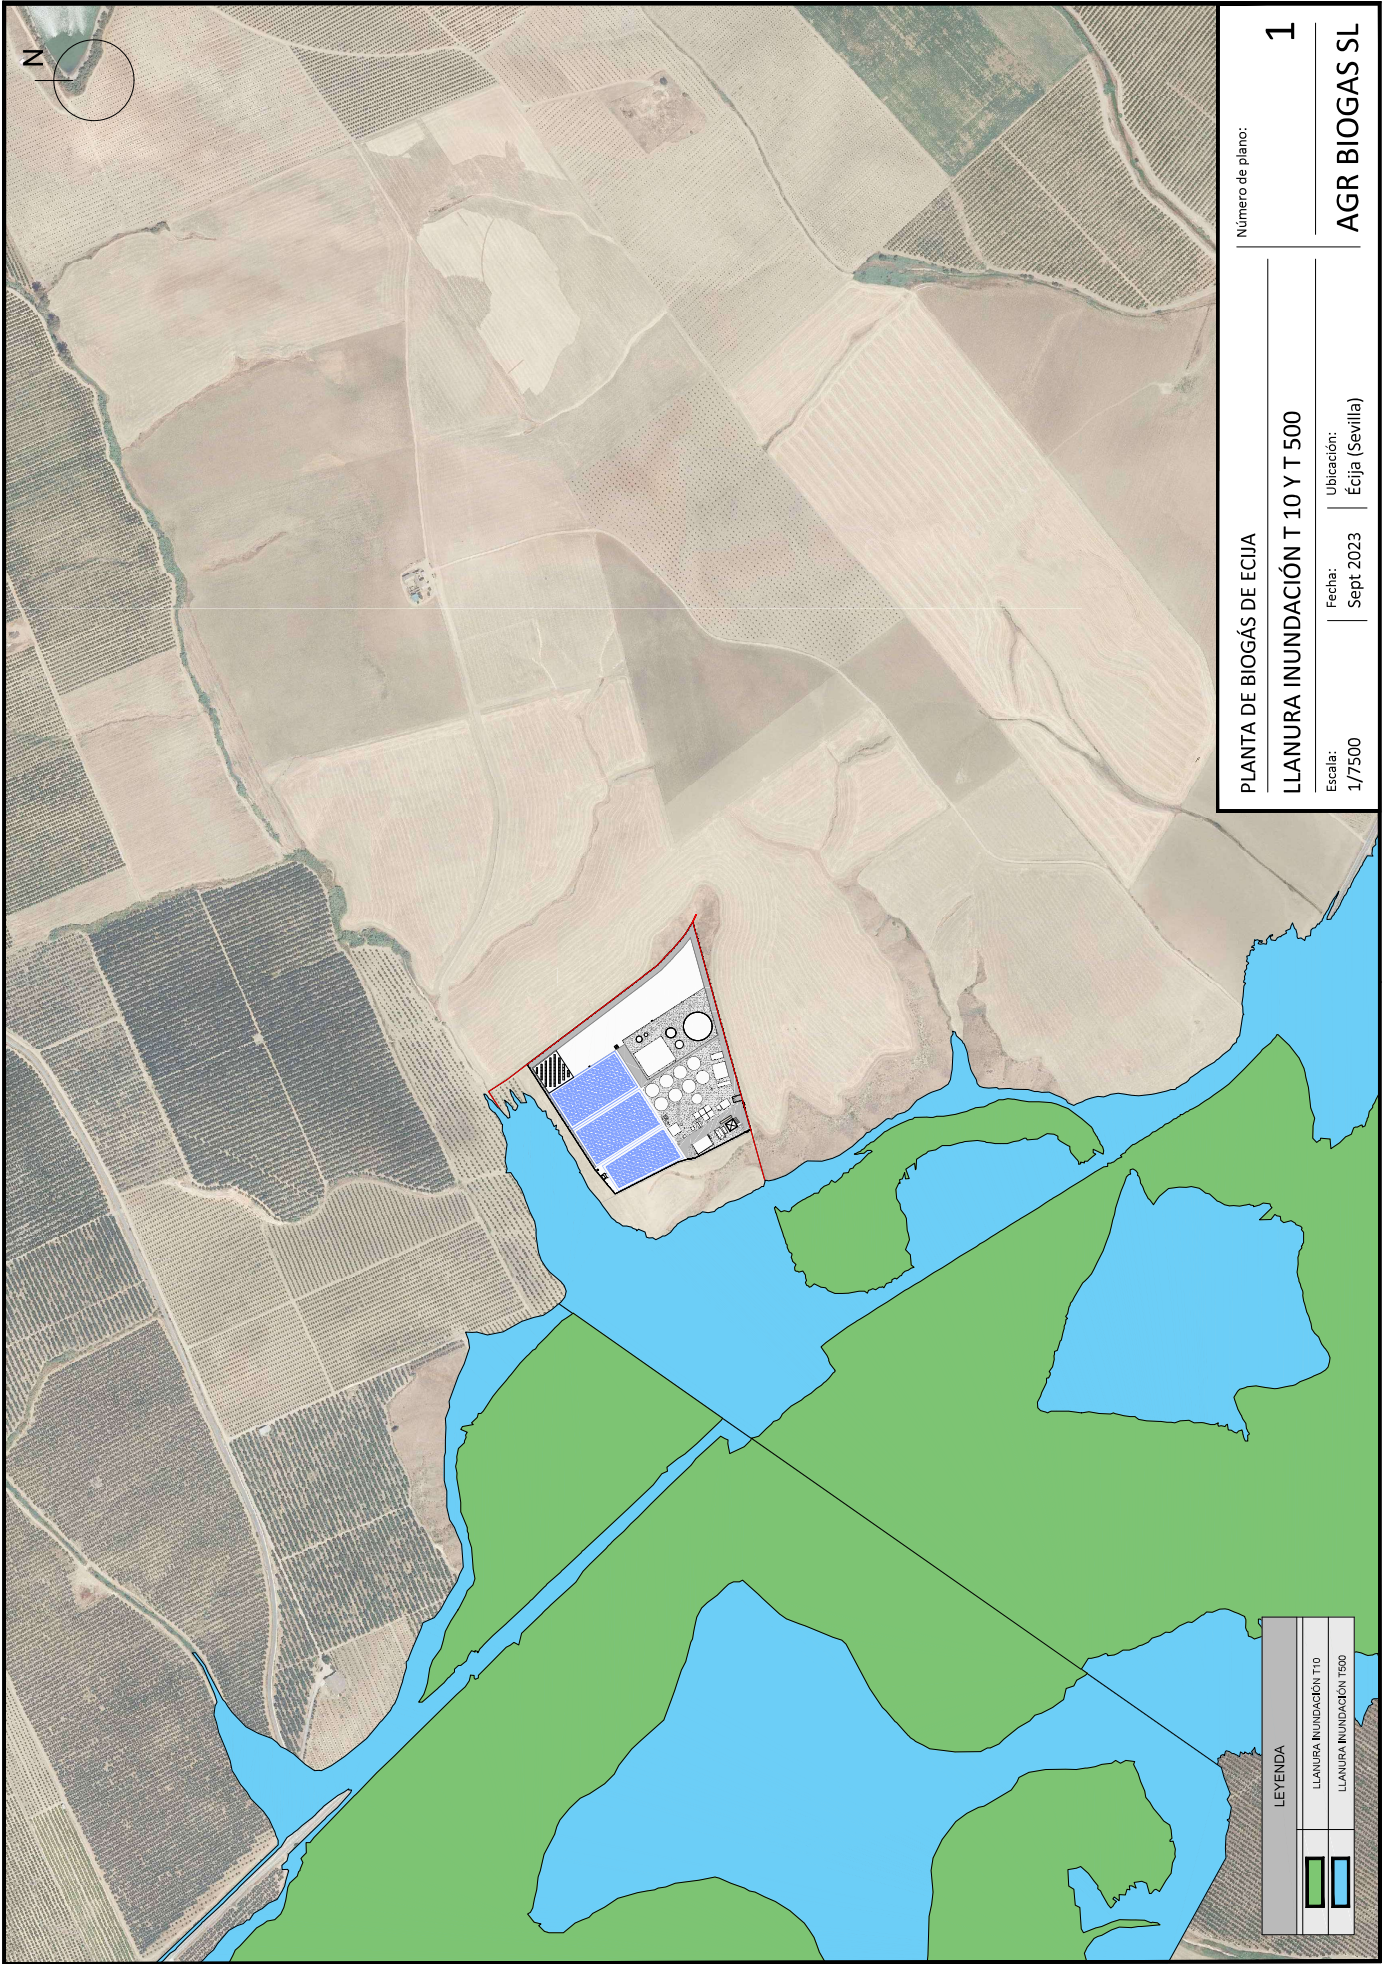 N
PLANTA DE BIOGÁS DE ECIJA
LLANURA INUNDACIÓN T 10 Y T 500
Escala:
1/7500
Fecha:
Sept 2023
Ubicación:
Écija (Sevilla)
Número de plano:
1
AGR BIOGAS SL
LEYENDA
LLANURA INUNDACIÓN T10
LLANURA INUNDACIÓN T500